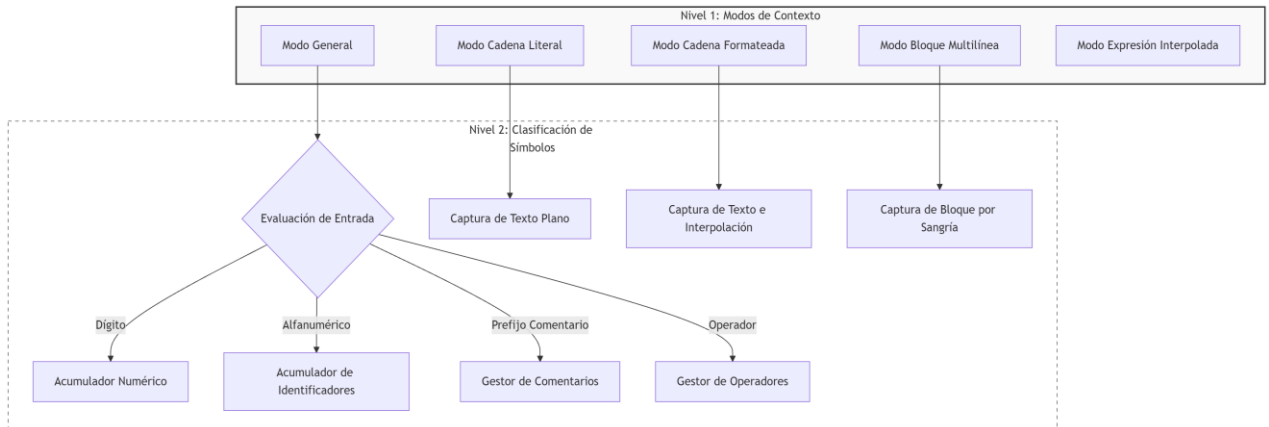 Nivel 1: Modos de Contexto
Modo General
Modo Cadena Literal
Modo Cadena Formateada
Modo Bloque Multilínea
Modo Expresión Interpolada
Nivel 2: Clasificación de
Símbolos
Evaluación de Entrada
Captura de Texto Plano
Captura de Texto e
Interpolación
Captura de Bloque por
Sangría
Dígito
Alfanumérico
Prefijo Comentario
Operador
Acumulador Numérico
Acumulador de
Identificadores
Gestor de Comentarios
Gestor de Operadores